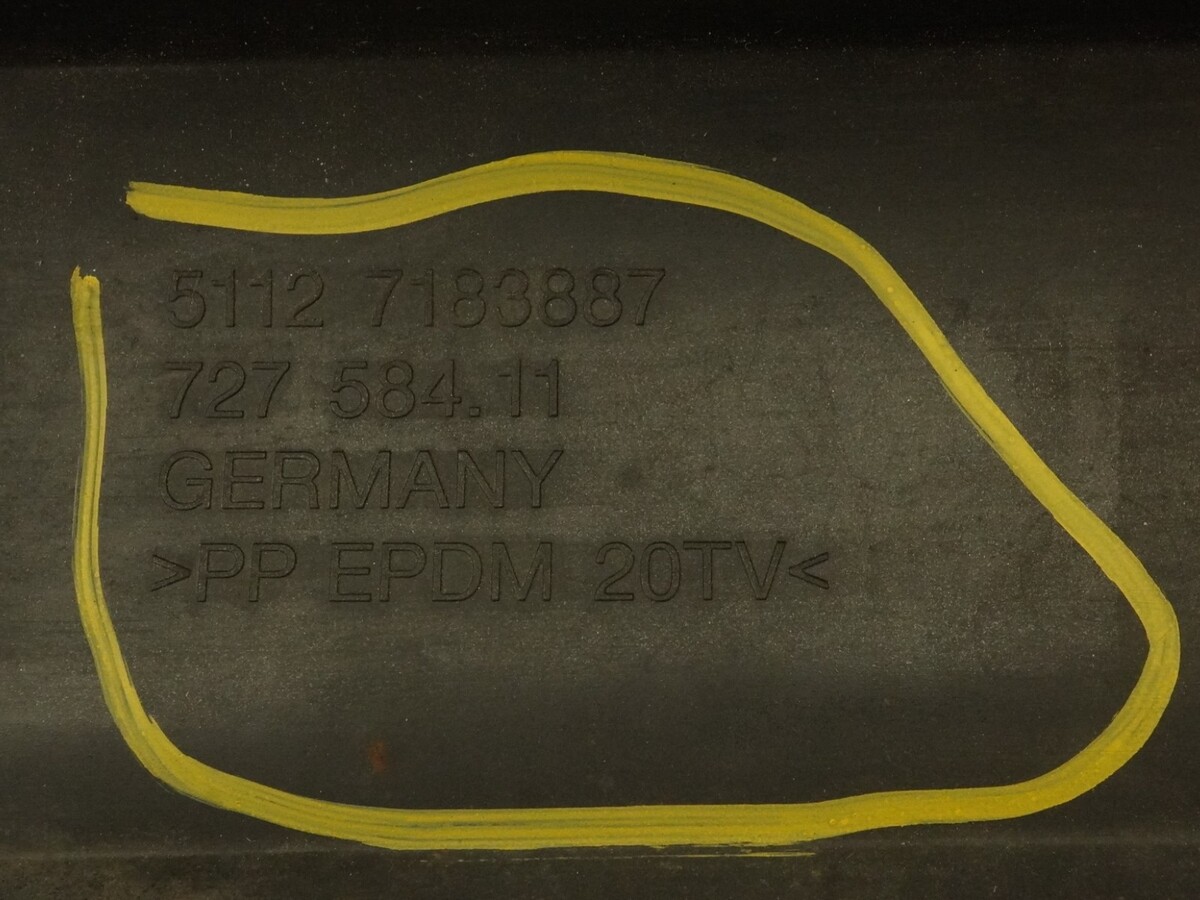 5112 7183887
727 584.11
GERMANY
>PP EPDM 20TV<